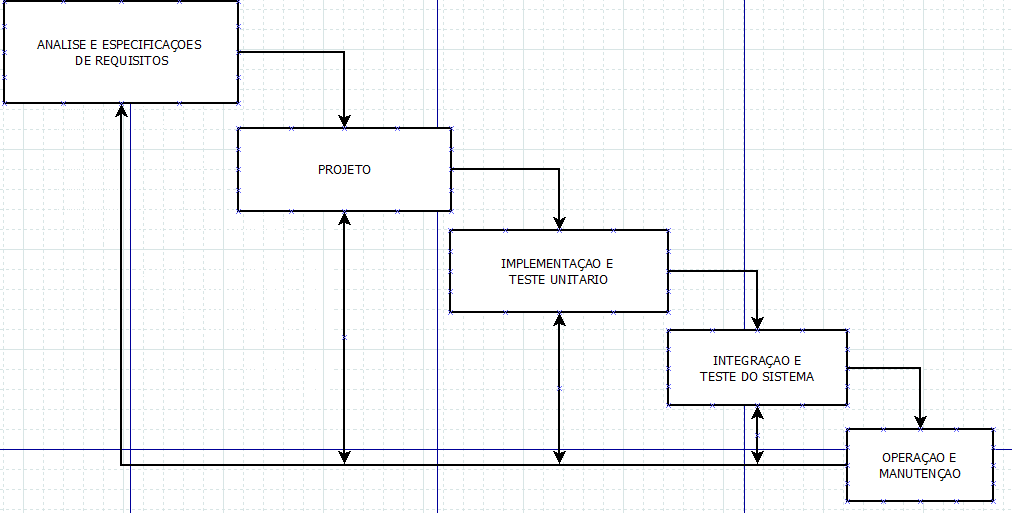 ANALISE E ESPECIFICAÇOES
DE REQUISITOS
PROJETO
IMPLEMENTAÇAO E
TESTE UNITARIO
INTEGRAÇAO E
TESTE DO SISTEMA
OPERAÇAO E
MANUTENÇAO